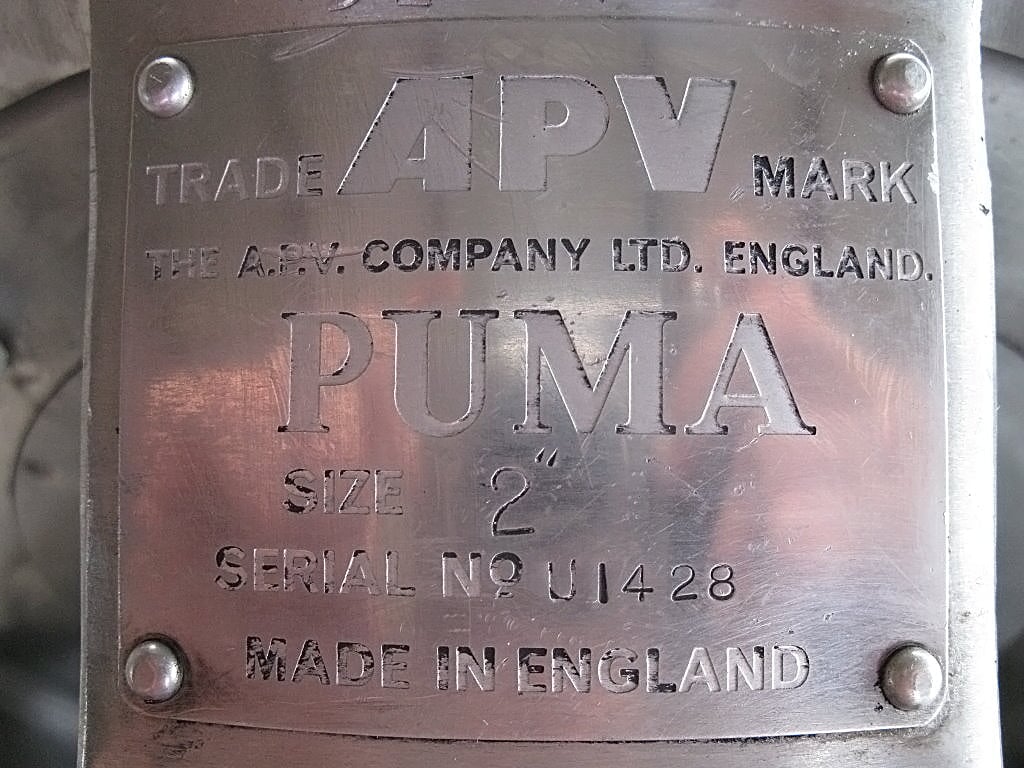 TRADE APV MARK
THE A.P.V. COMPANY LTD. ENGLAND.
PUMA
SIZE 2"
SERIAL NO U1428
MADE IN ENGLAND